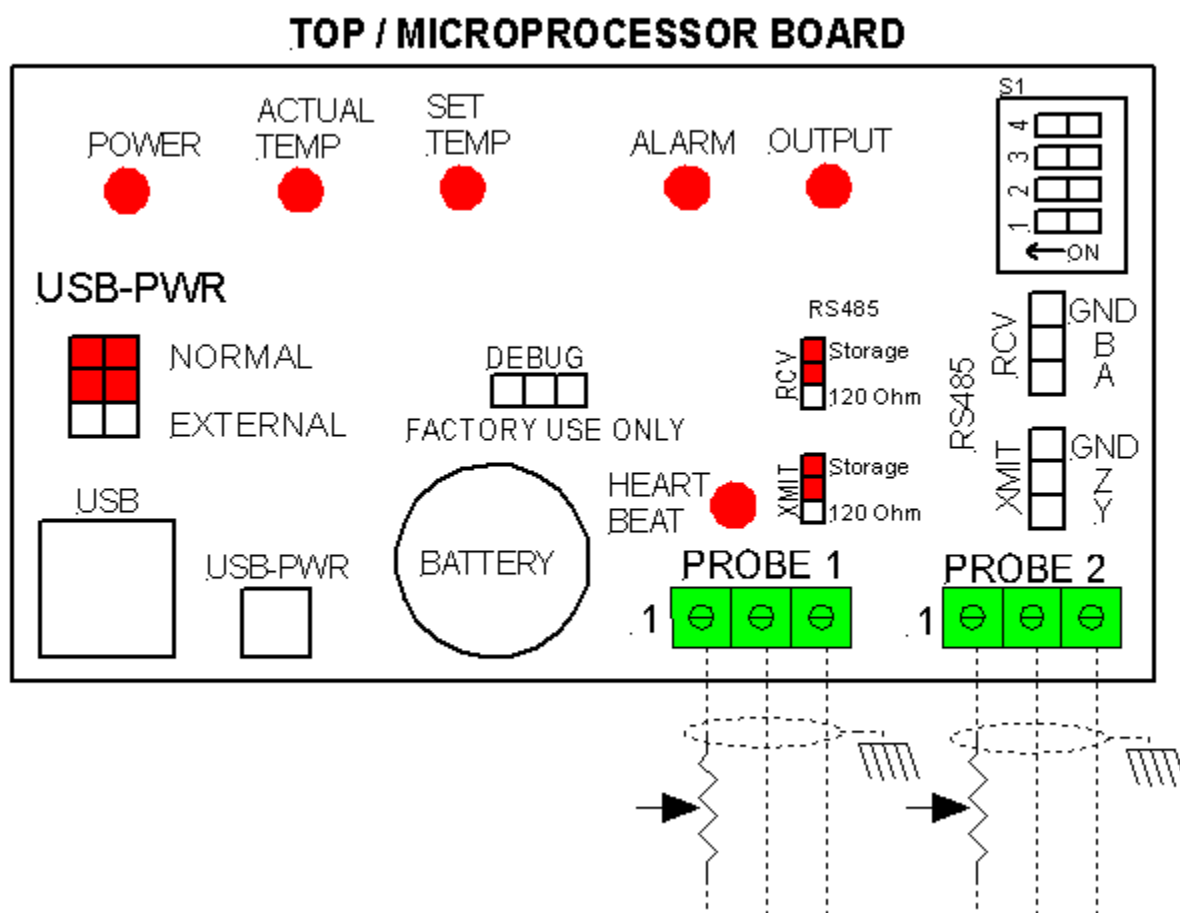 TOP / MICROPROCESSOR BOARD
POWER
ACTUAL
TEMP
SET
TEMP
ALARM
OUTPUT
S1
4
3
2
1
ON
USB-PWR
NORMAL
EXTERNAL
DEBUG
FACTORY USE ONLY
RS485
RCV
Storage
120 Ohm
XMIT
Storage
120 Ohm
RS485
RCV
GND
B
A
XMIT
GND
Z
Y
USB
USB-PWR
BATTERY
HEART
BEAT
PROBE 1
1
PROBE 2
1